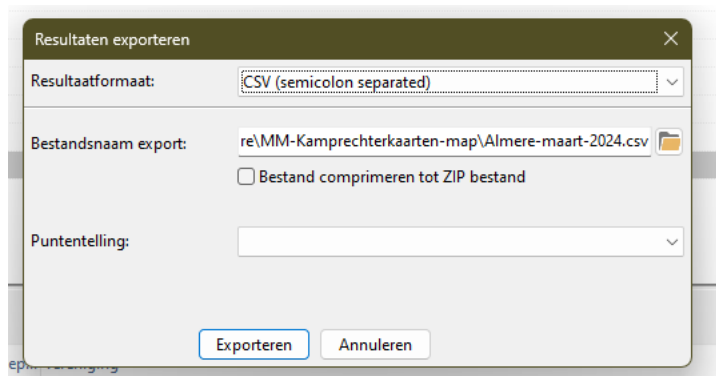 Resultaten exporteren
Resultaatformaat: CSV (semicolon separated)
Bestandsnaam export: re\MM-Kamprechterkaarten-map\Almere-maart-2024.csv
Bestand comprimeren tot ZIP bestand
Puntentelling:
Exporteren Annuleren